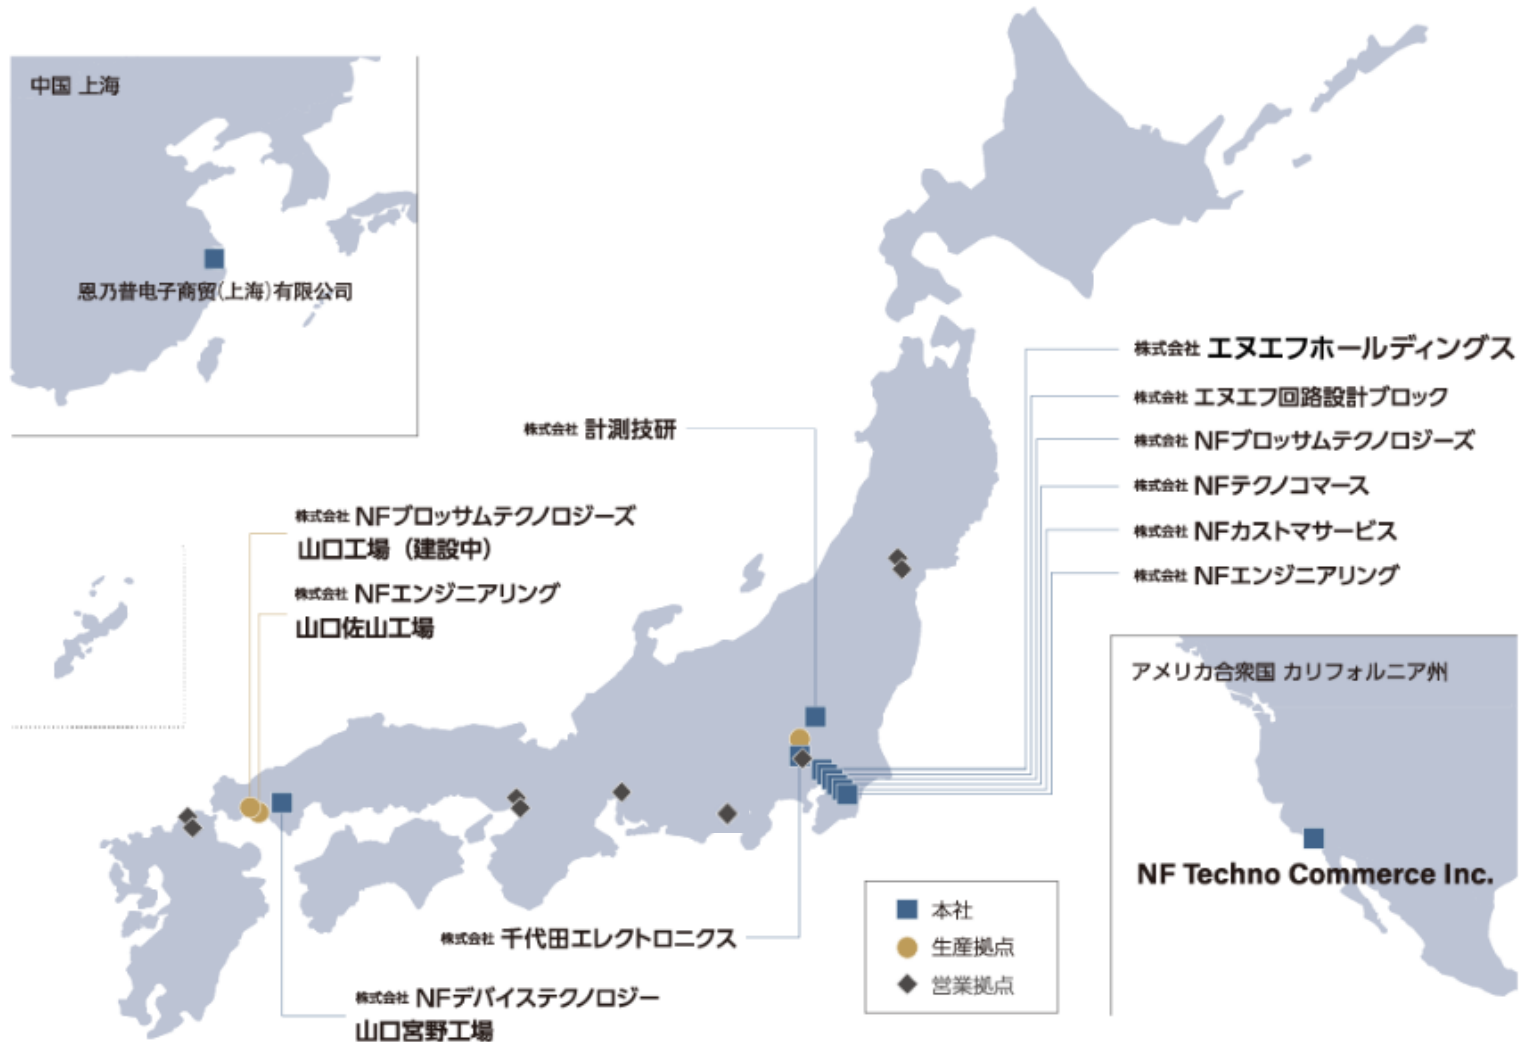 中国 上海
恩乃普电子商贸(上海)有限公司
株式会社 エヌエフホールディングス
株式会社 エヌエフ回路設計ブロック
株式会社 NFブロッサムテクノロジーズ
株式会社 NFテクノコマース
株式会社 NFカストマサービス
株式会社 NFエンジニアリング
株式会社 計測技研
株式会社 NFブロッサムテクノロジーズ
山口工場（建設中）
株式会社 NFエンジニアリング
山口佐山工場
アメリカ合衆国 カリフォルニア州
NF Techno Commerce Inc.
株式会社 千代田エレクトロニクス
株式会社 NFデバイステクノロジー
山口宮野工場
本社
生産拠点
営業拠点